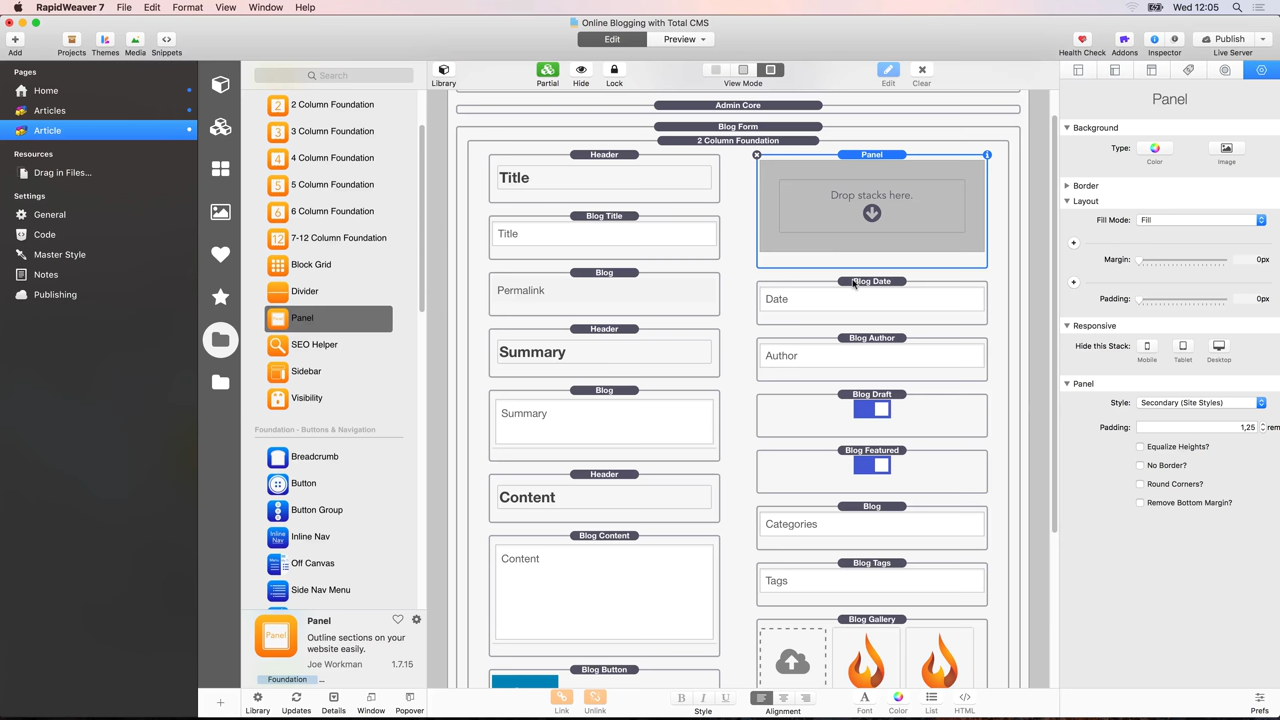 RapidWeaver 7 File Edit Format View Window Help Wed 12:05
Online Blogging with Total CMS
Edit Preview
Add Projects Themes Media Snippets
Health Check Addons Inspector Publish Live Server
Pages
Home
Articles
Article
Resources
Drag in Files...
Settings
General
Code
Master Style
Notes
Publishing
Search
2 Column Foundation
3 Column Foundation
4 Column Foundation
5 Column Foundation
6 Column Foundation
7-12 Column Foundation
Block Grid
Divider
Panel
SEO Helper
Sidebar
Visibility
Foundation - Buttons & Navigation
Breadcrumb
Button
Button Group
Inline Nav
Off Canvas
Side Nav Menu
Panel
Outline sections on your
website easily.
Joe Workman 1.7.15
Foundation ...
Library Updates Details Window Popover
Library Partial Hide Lock View Mode Edit Clear
Admin Core
Blog Form
2 Column Foundation
Header
Title
Blog Title
Title
Blog
Permalink
Header
Summary
Blog
Summary
Header
Content
Blog Content
Content
Blog Button
Panel
Drop stacks here.
Blog Date
Date
Blog Author
Author
Blog Draft
Blog Featured
Blog
Categories
Blog Tags
Tags
Blog Gallery
Link Unlink B I U Style Alignment Font Color List HTML
Panel
Background
Type: Color Image
Border
Layout
Fill Mode: Fill
Margin: 0px
Padding: 0px
Responsive
Hide this Stack: Mobile Tablet Desktop
Panel
Style: Secondary (Site Styles)
Padding: 1,25 rem
Equalize Heights?
No Border?
Round Corners?
Remove Bottom Margin?
Prefs